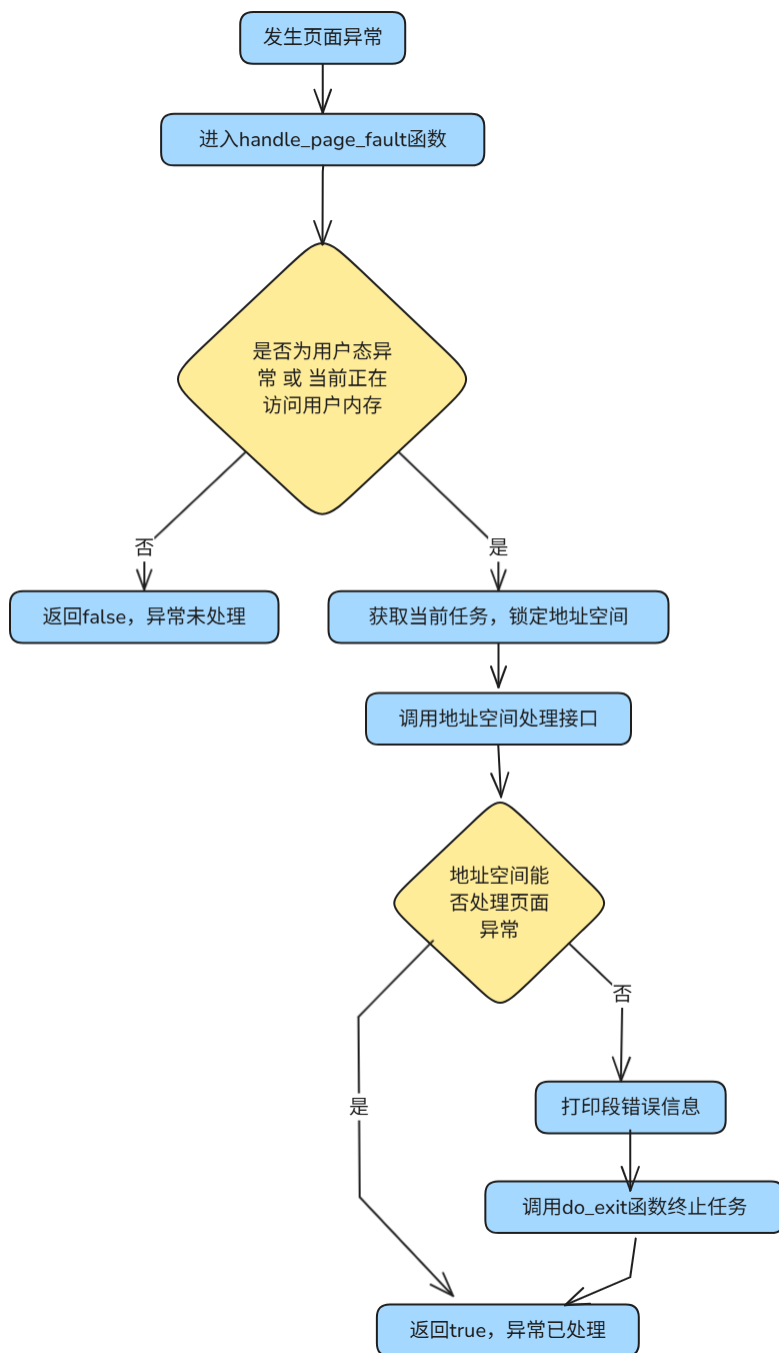 发生页面异常
进入handle_page_fault函数
是否为用户态异
常 或 当前正在
访问用户内存
否
是
返回false，异常未处理
获取当前任务，锁定地址空间
调用地址空间处理接口
地址空间能
否处理页面
异常
否
是
打印段错误信息
调用do_exit函数终止任务
返回true，异常已处理